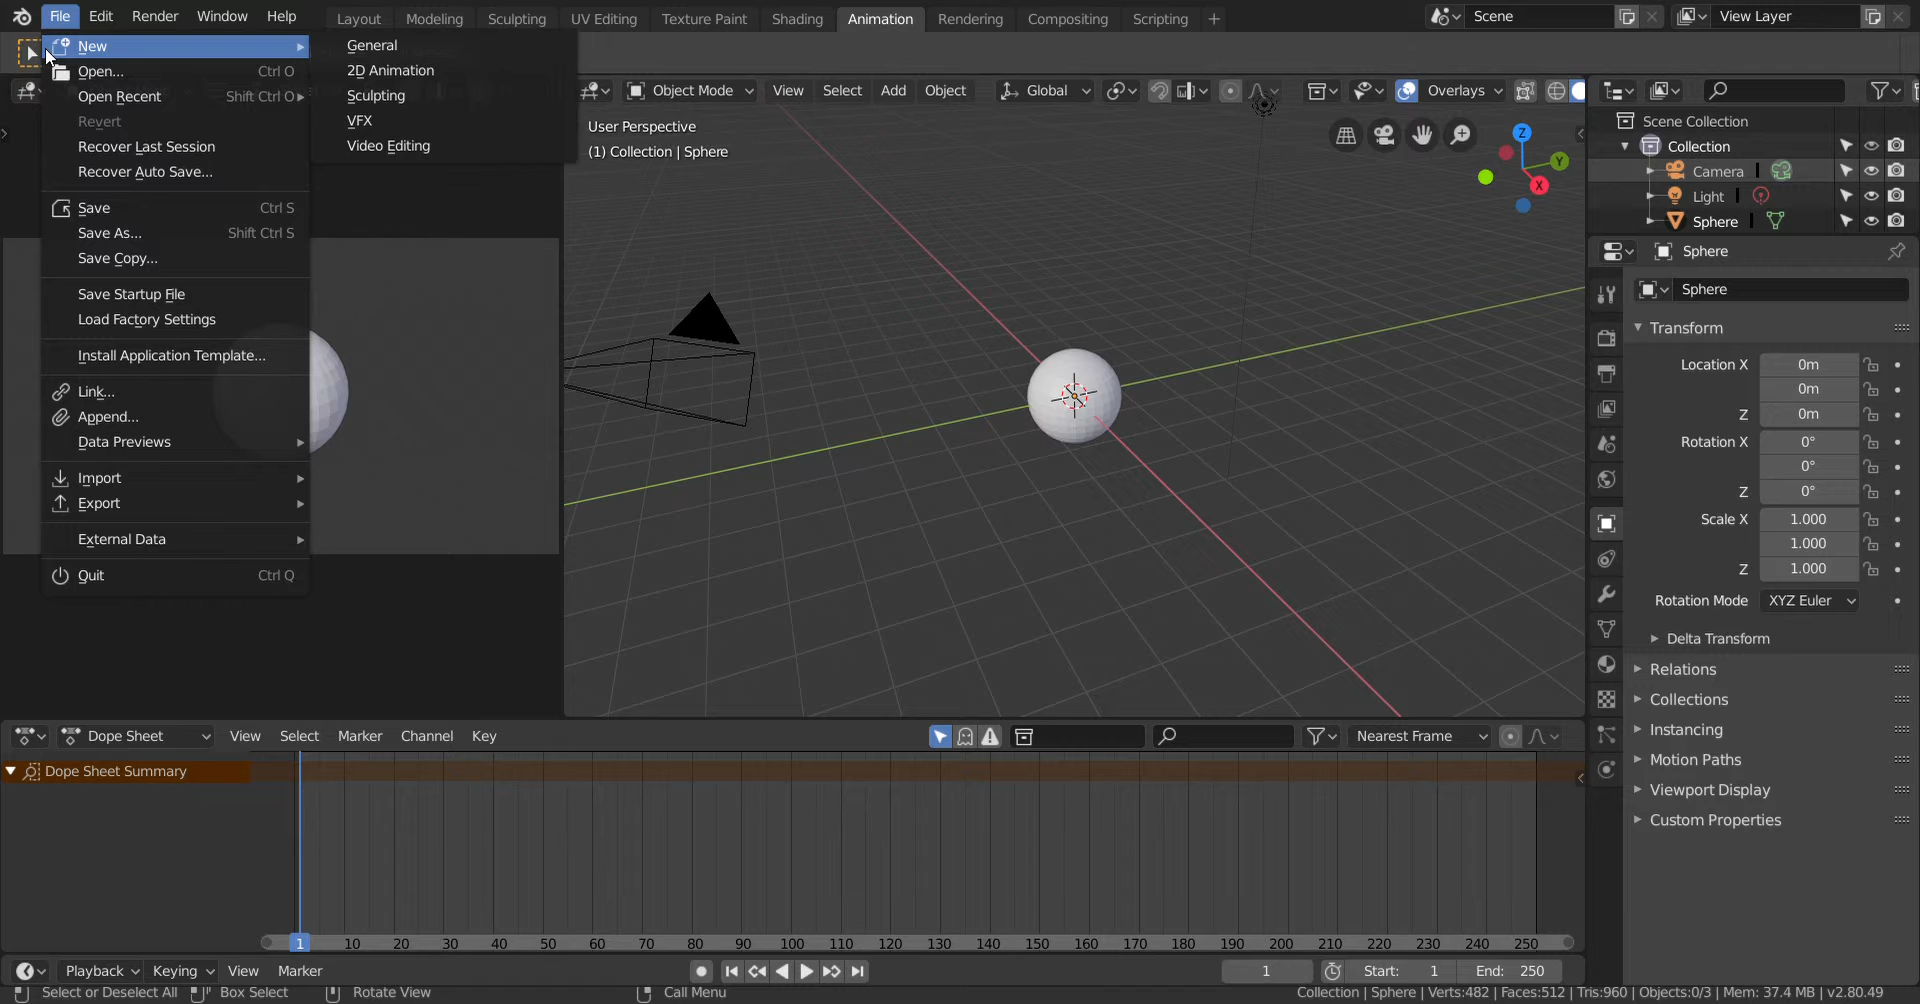 File Edit Render Window Help Layout Modeling Sculpting UV Editing Texture Paint Shading Animation Rendering Compositing Scripting + Scene View Layer
New
General
2D Animation
Sculpting
VFX
Video Editing
Open... Ctrl O
Open Recent Shift Ctrl O
Revert
Recover Last Session
Recover Auto Save...
Save Ctrl S
Save As... Shift Ctrl S
Save Copy...
Save Startup File
Load Factory Settings
Install Application Template...
Link...
Append...
Data Previews
Import
Export
External Data
Quit Ctrl Q
Object Mode View Select Add Object Global Overlays
User Perspective
(1) Collection | Sphere
Z
Y
X
Scene Collection
Collection
Camera
Light
Sphere
Sphere
Sphere
Transform
Location X 0m
0m
Z 0m
Rotation X 0°
0°
Z 0°
Scale X 1.000
1.000
Z 1.000
Rotation Mode XYZ Euler
Delta Transform
Relations
Collections
Instancing
Motion Paths
Viewport Display
Custom Properties
Dope Sheet View Select Marker Channel Key Nearest Frame
Dope Sheet Summary
1 10 20 30 40 50 60 70 80 90 100 110 120 130 140 150 160 170 180 190 200 210 220 230 240 250
Playback Keying View Marker 1 Start: 1 End: 250
Select or Deselect All Box Select Rotate View Call Menu Collection | Sphere | Verts:482 | Faces:512 | Tris:960 | Objects:0/3 | Mem: 37.4 MB | v2.80.49